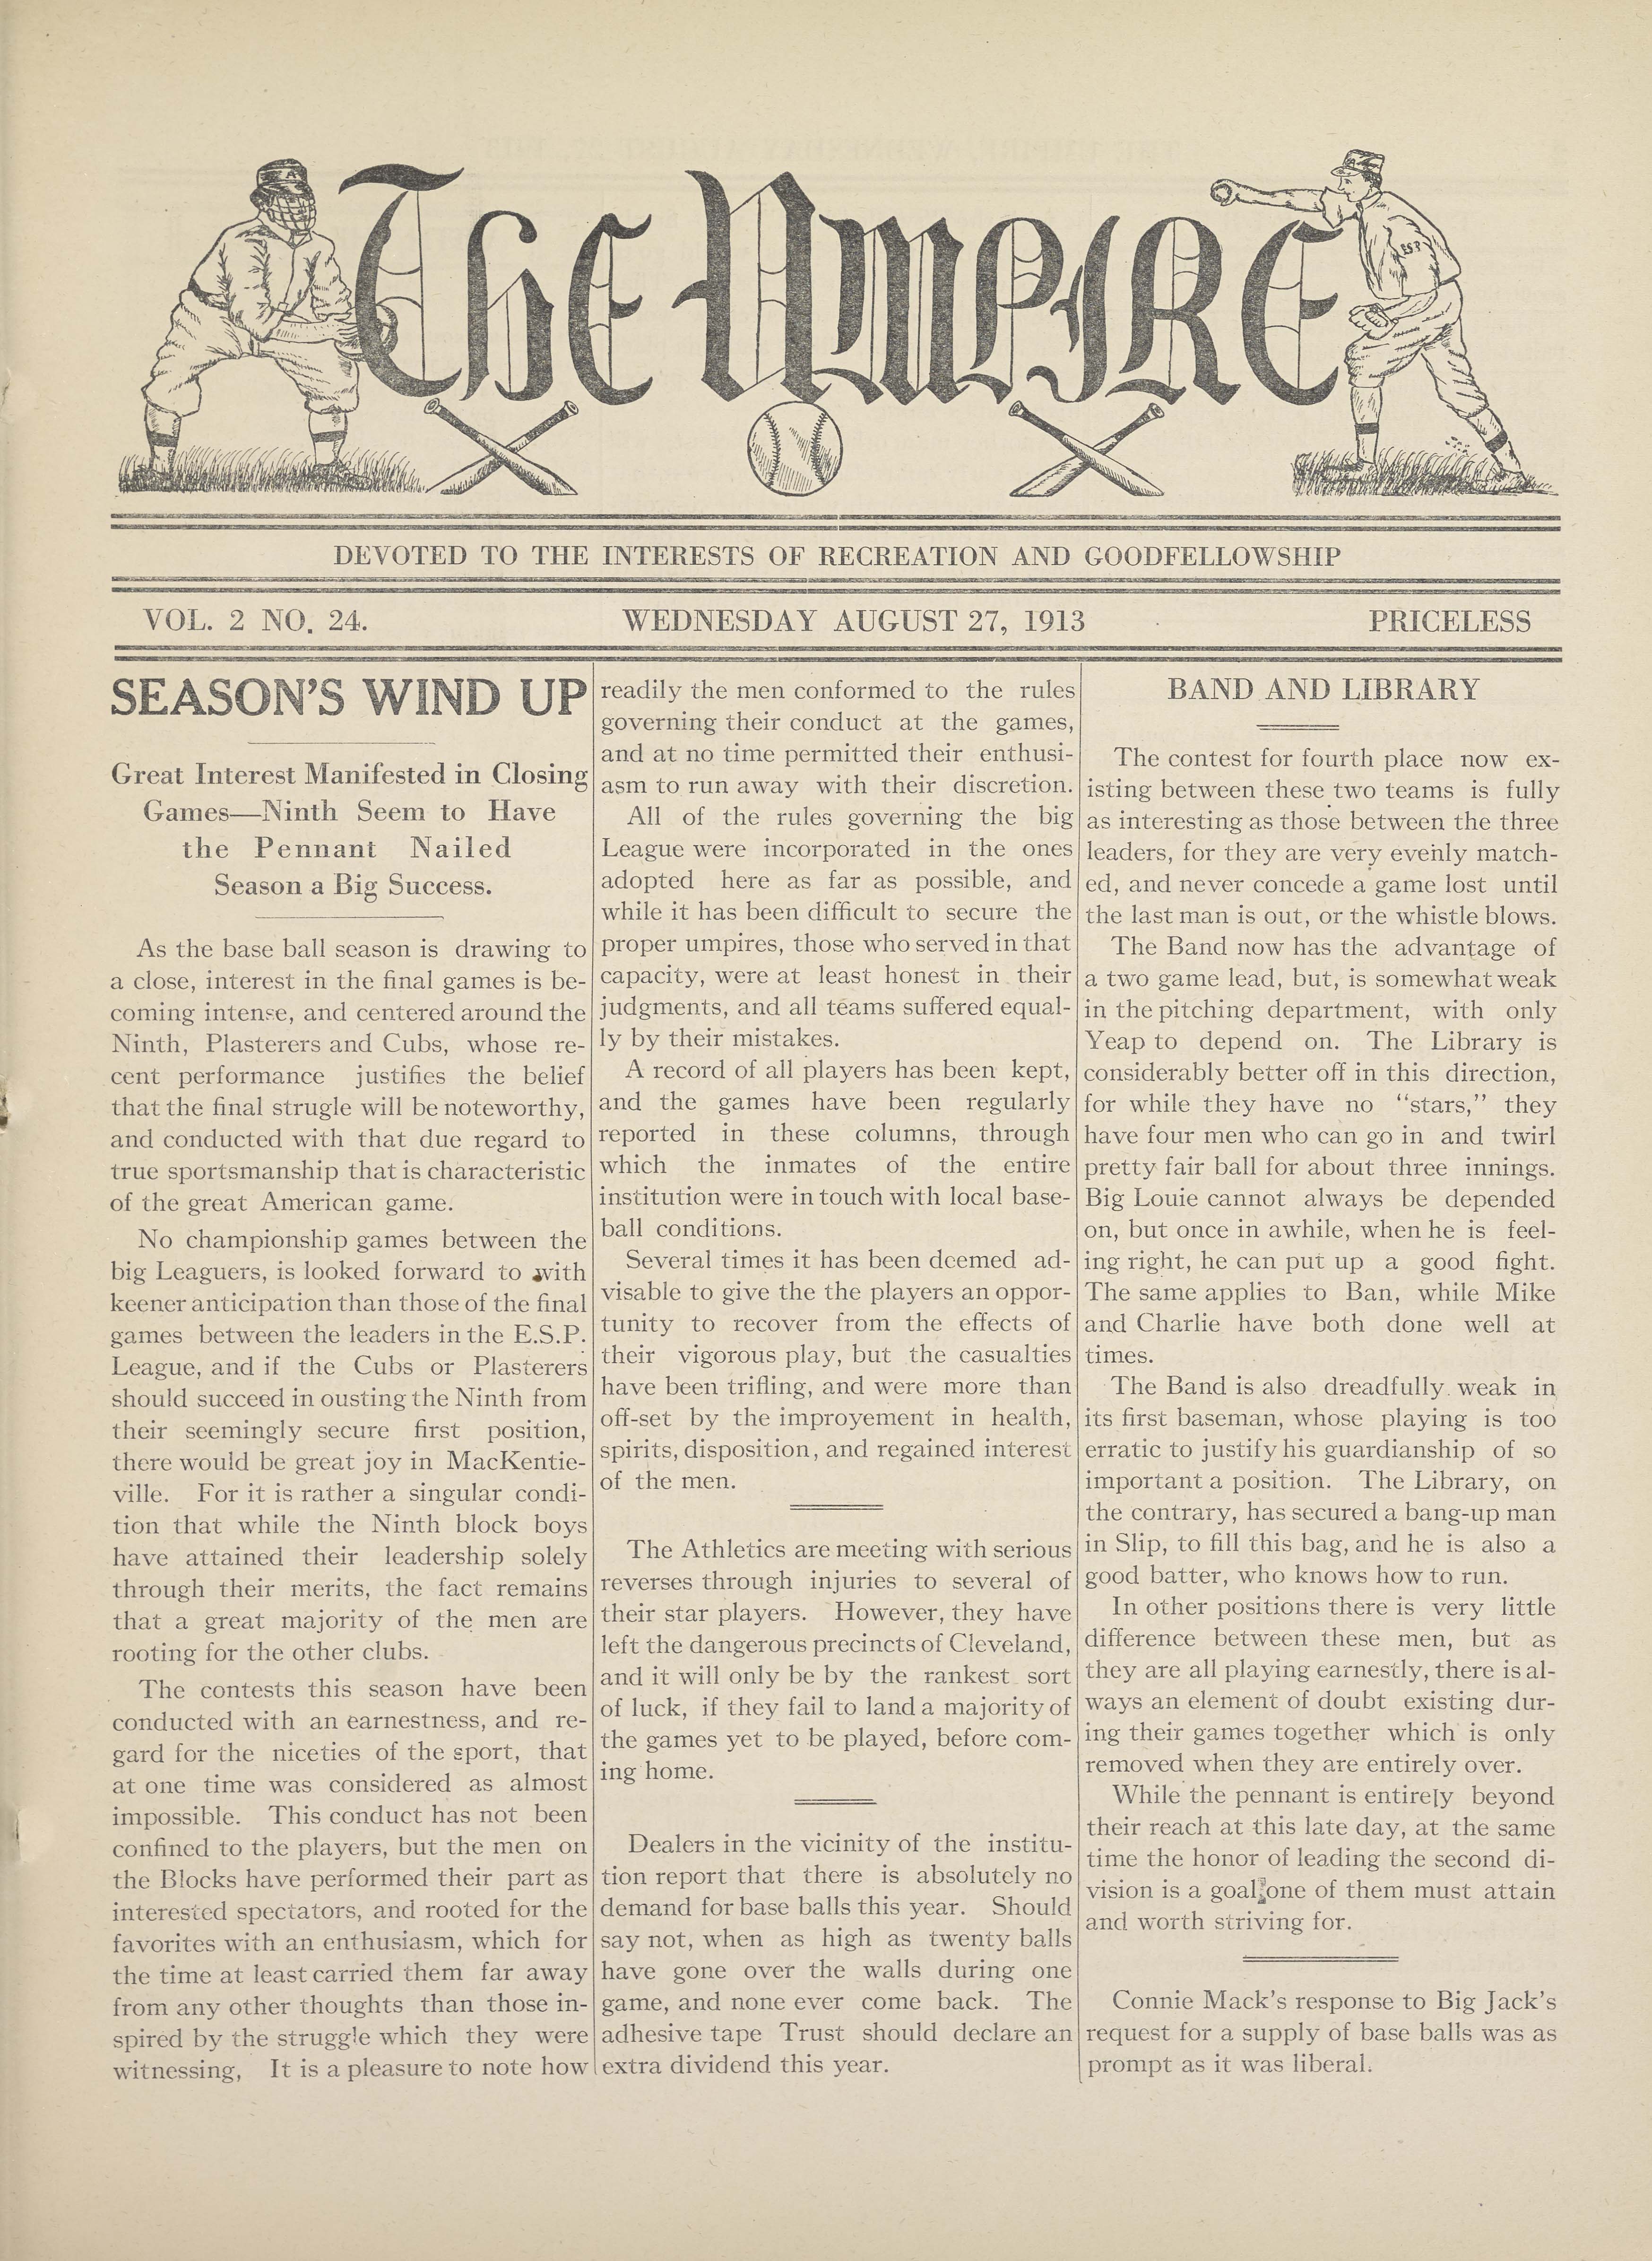 The Umpire
A
ESP
DEVOTED TO THE INTERESTS OF RECREATION AND GOODFELLOWSHIP
VOL. 2 NO. 24.
WEDNESDAY AUGUST 27, 1913
PRICELESS
SEASON'S WIND UP
Great Interest Manifested in Closing
Games—Ninth Seem to Have
the Pennant Nailed
Season a Big Success.
As the base ball season is drawing to
a close, interest in the final games is be-
coming intense, and centered around the
Ninth, Plasterers and Cubs, whose re-
cent performance justifies the belief
that the final strugle will be noteworthy,
and conducted with that due regard to
true sportsmanship that is characteristic
of the great American game.
No championship games between the
big Leaguers, is looked forward to with
keener anticipation than those of the final
games between the leaders in the E.S.P.
League, and if the Cubs or Plasterers
should succeed in ousting the Ninth from
their seemingly secure first position,
there would be great joy in MacKentie-
ville. For it is rather a singular condi-
tion that while the Ninth block boys
have attained their leadership solely
through their merits, the fact remains
that a great majority of the men are
rooting for the other clubs.
The contests this season have been
conducted with an earnestness, and re-
gard for the niceties of the sport, that
at one time was considered as almost
impossible. This conduct has not been
confined to the players, but the men on
the Blocks have performed their part as
interested spectators, and rooted for the
favorites with an enthusiasm, which for
the time at least carried them far away
from any other thoughts than those in-
spired by the struggle which they were
witnessing, It is a pleasure to note how
readily the men conformed to the rules
governing their conduct at the games,
and at no time permitted their enthusi-
asm to run away with their discretion.
All of the rules governing the big
League were incorporated in the ones
adopted here as far as possible, and
while it has been difficult to secure the
proper umpires, those who served in that
capacity, were at least honest in their
judgments, and all teams suffered equal-
ly by their mistakes.
A record of all players has been kept,
and the games have been regularly
reported in these columns, through
which the inmates of the entire
institution were in touch with local base-
ball conditions.
Several times it has been deemed ad-
visable to give the the players an oppor-
tunity to recover from the effects of
their vigorous play, but the casualties
have been trifling, and were more than
off-set by the improyement in health,
spirits, disposition, and regained interest
of the men.
The Athletics are meeting with serious
reverses through injuries to several of
their star players. However, they have
left the dangerous precincts of Cleveland,
and it will only be by the rankest sort
of luck, if they fail to land a majority of
the games yet to be played, before com-
ing home.
Dealers in the vicinity of the institu-
tion report that there is absolutely no
demand for base balls this year. Should
say not, when as high as twenty balls
have gone over the walls during one
game, and none ever come back. The
adhesive tape Trust should declare an
extra dividend this year.
BAND AND LIBRARY
The contest for fourth place now ex-
isting between these two teams is fully
as interesting as those between the three
leaders, for they are very evenly match-
ed, and never concede a game lost until
the last man is out, or the whistle blows.
The Band now has the advantage of
a two game lead, but, is somewhat weak
in the pitching department, with only
Yeap to depend on. The Library is
considerably better off in this direction,
for while they have no "stars," they
have four men who can go in and twirl
pretty fair ball for about three innings.
Big Louie cannot always be depended
on, but once in awhile, when he is feel-
ing right, he can put up a good fight.
The same applies to Ban, while Mike
and Charlie have both done well at
times.
The Band is also dreadfully weak in
its first baseman, whose playing is too
erratic to justify his guardianship of so
important a position. The Library, on
the contrary, has secured a bang-up man
in Slip, to fill this bag, and he is also a
good batter, who knows how to run.
In other positions there is very little
difference between these men, but as
they are all playing earnestly, there is al-
ways an element of doubt existing dur-
ing their games together which is only
removed when they are entirely over.
While the pennant is entirely beyond
their reach at this late day, at the same
time the honor of leading the second di-
vision is a goal one of them must attain
and worth striving for.
Connie Mack's response to Big Jack's
request for a supply of base balls was as
prompt as it was liberal.